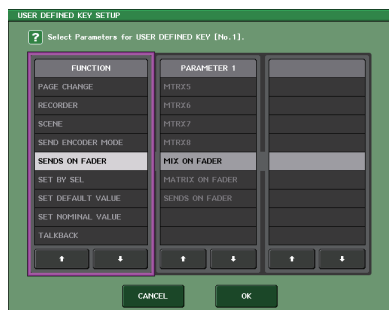 USER DEFINED KEY SETUP
? Select Parameters for USER DEFINED KEY [No.1].
FUNCTION
PAGE CHANGE
RECORDER
SCENE
SEND ENCODER MODE
SENDS ON FADER
SET BY SEL
SET DEFAULT VALUE
SET NOMINAL VALUE
TALKBACK
PARAMETER 1
MTRX5
MTRX6
MTRX7
MTRX8
MIX ON FADER
MATRIX ON FADER
SENDS ON FADER
CANCEL
OK